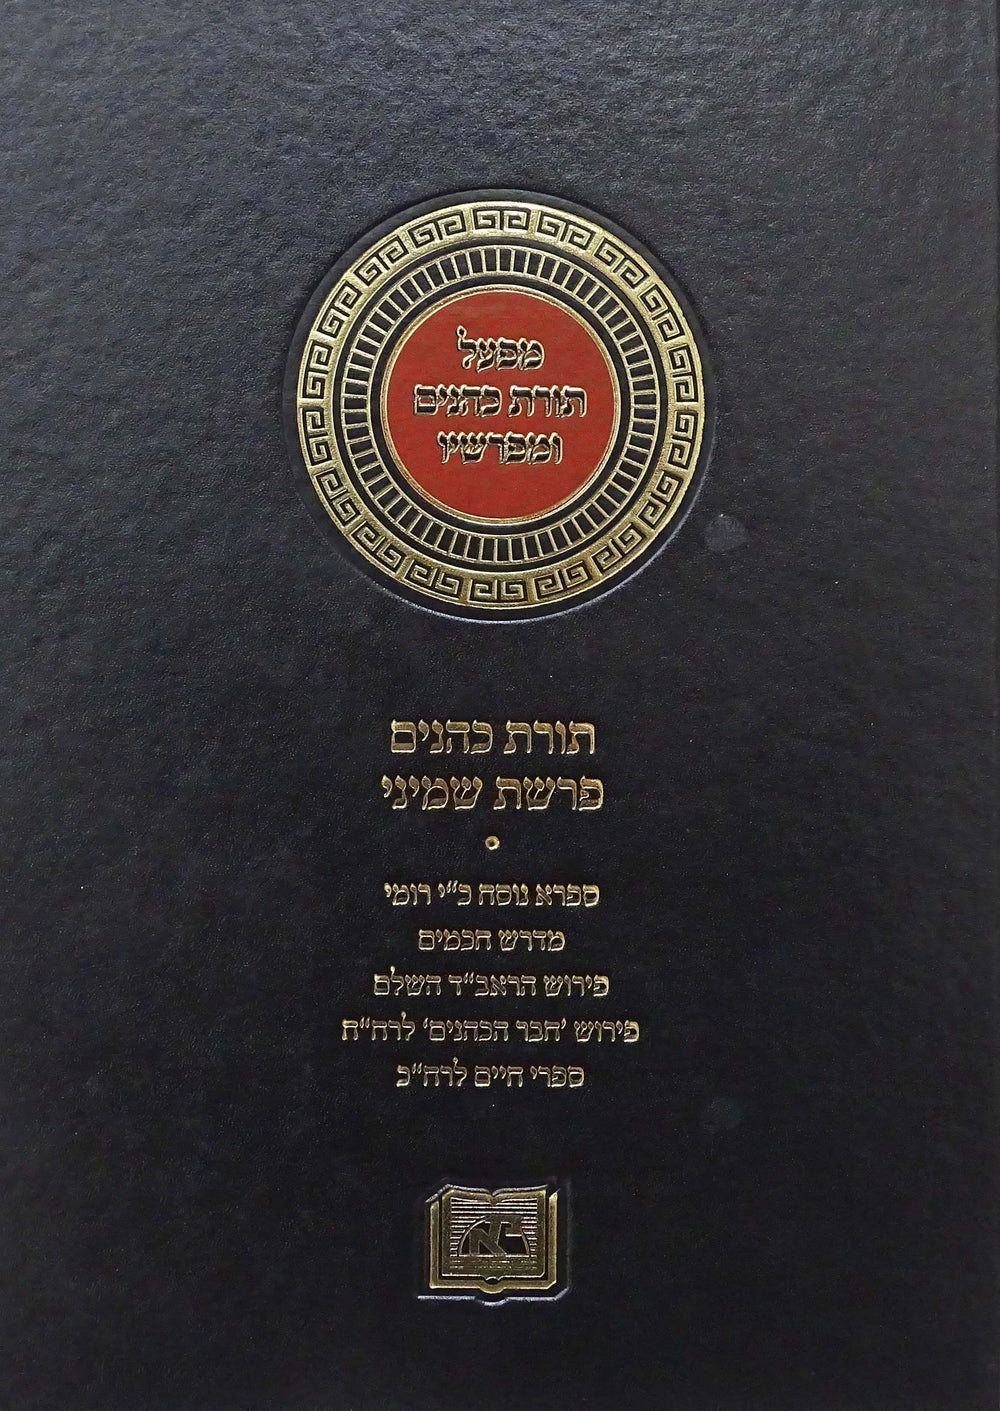 מפעל
תורת כהנים
ומפרשיו
תורת כהנים
פרשת שמיני
ספרא נוסח כ"י רומי
מדרש חכמים
פירוש הראב"ד השלם
פירוש 'חבר הכהנים' לרח"ח
ספרי חיים לרח"כ